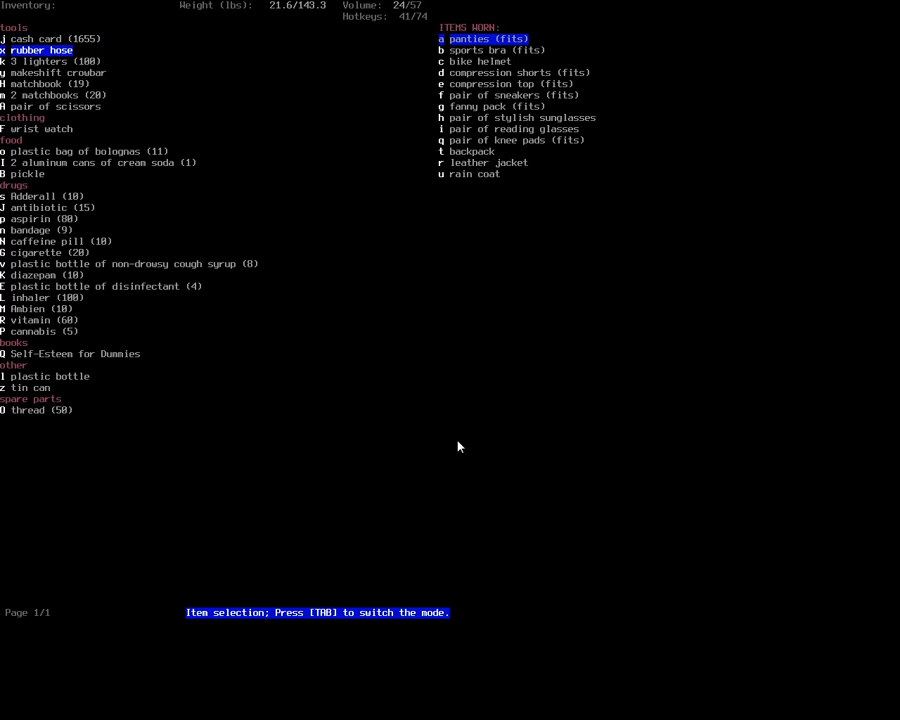 Inventory: Weight (lbs): 21.6/143.3 Volume: 24/57
Hotkeys: 41/74
tools
j cash card (1655)
x rubber hose
k 3 lighters (100)
y makeshift crowbar
H matchbook (19)
m 2 matchbooks (20)
A pair of scissors
clothing
F wrist watch
food
o plastic bag of bolognas (11)
I 2 aluminum cans of cream soda (1)
B pickle
drugs
s Adderall (10)
J antibiotic (15)
p aspirin (80)
n bandage (9)
N caffeine pill (10)
G cigarette (20)
v plastic bottle of non-drowsy cough syrup (8)
K diazepam (10)
E plastic bottle of disinfectant (4)
L inhaler (100)
M Ambien (10)
R vitamin (60)
P cannabis (5)
books
Q Self-Esteem for Dummies
other
l plastic bottle
z tin can
spare parts
O thread (50)
ITEMS WORN:
a panties (fits)
b sports bra (fits)
c bike helmet
d compression shorts (fits)
e compression top (fits)
f pair of sneakers (fits)
g fanny pack (fits)
h pair of stylish sunglasses
i pair of reading glasses
q pair of knee pads (fits)
t backpack
r leather jacket
u rain coat
Page 1/1 Item selection; Press [TAB] to switch the mode.